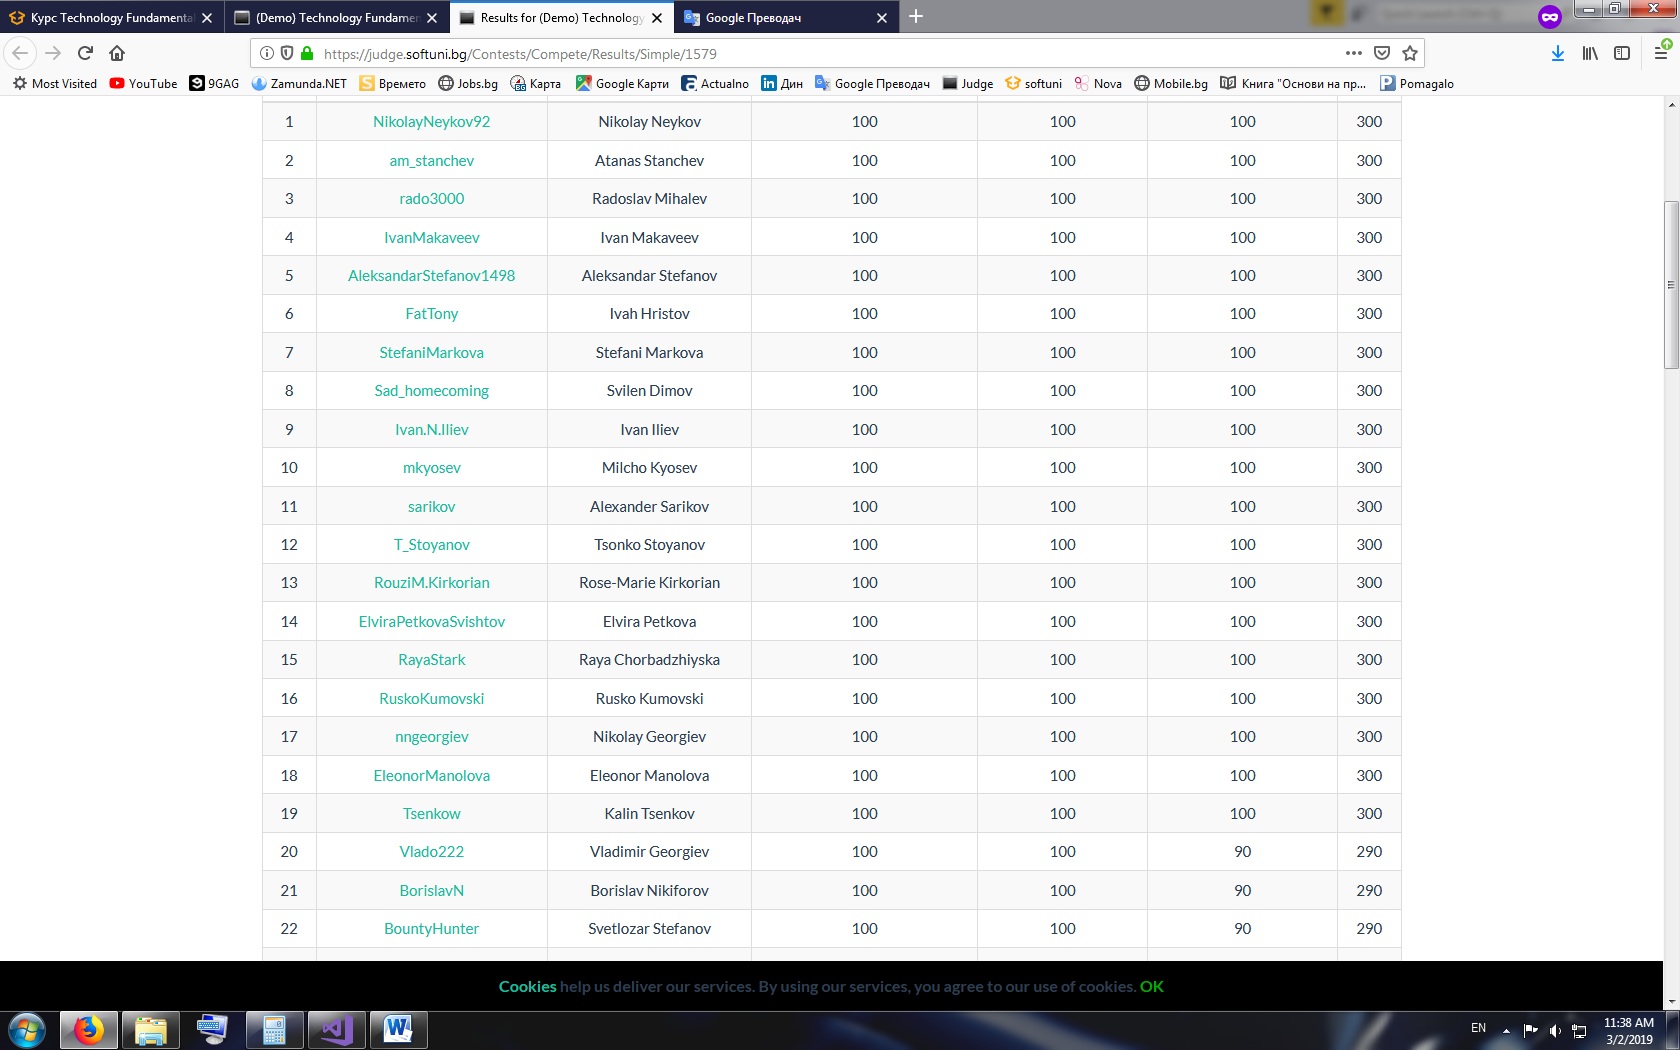 Курс Technology Fundamental
(Demo) Technology Fundamen
Results for (Demo) Technology
Google Преводач
https://judge.softuni.bg/Contests/Compete/Results/Simple/1579
Most Visited YouTube 9GAG Zamunda.NET Времето Jobs.bg Карта Google Карти Actualno Дин Google Преводач Judge softuni Nova Mobile.bg Книга "Основи на пр... Pomagalo
1 NikolayNeykov92 Nikolay Neykov 100 100 100 300
2 am_stanchev Atanas Stanchev 100 100 100 300
3 rado3000 Radoslav Mihalev 100 100 100 300
4 IvanMakaveev Ivan Makaveev 100 100 100 300
5 AleksandarStefanov1498 Aleksandar Stefanov 100 100 100 300
6 FatTony Ivah Hristov 100 100 100 300
7 StefaniMarkova Stefani Markova 100 100 100 300
8 Sad_homecoming Svilen Dimov 100 100 100 300
9 Ivan.N.Iliev Ivan Iliev 100 100 100 300
10 mkyosev Milcho Kyosev 100 100 100 300
11 sarikov Alexander Sarikov 100 100 100 300
12 T_Stoyanov Tsonko Stoyanov 100 100 100 300
13 RouziM.Kirkorian Rose-Marie Kirkorian 100 100 100 300
14 ElviraPetkovaSvishtov Elvira Petkova 100 100 100 300
15 RayaStark Raya Chorbadzhiyska 100 100 100 300
16 RuskoKumovski Rusko Kumovski 100 100 100 300
17 nngeorgiev Nikolay Georgiev 100 100 100 300
18 EleonorManolova Eleonor Manolova 100 100 100 300
19 Tsenkow Kalin Tsenkov 100 100 100 300
20 Vlado222 Vladimir Georgiev 100 100 90 290
21 BorislavN Borislav Nikiforov 100 100 90 290
22 BountyHunter Svetlozar Stefanov 100 100 90 290
Cookies help us deliver our services. By using our services, you agree to our use of cookies. OK
EN
11:38 AM
3/2/2019